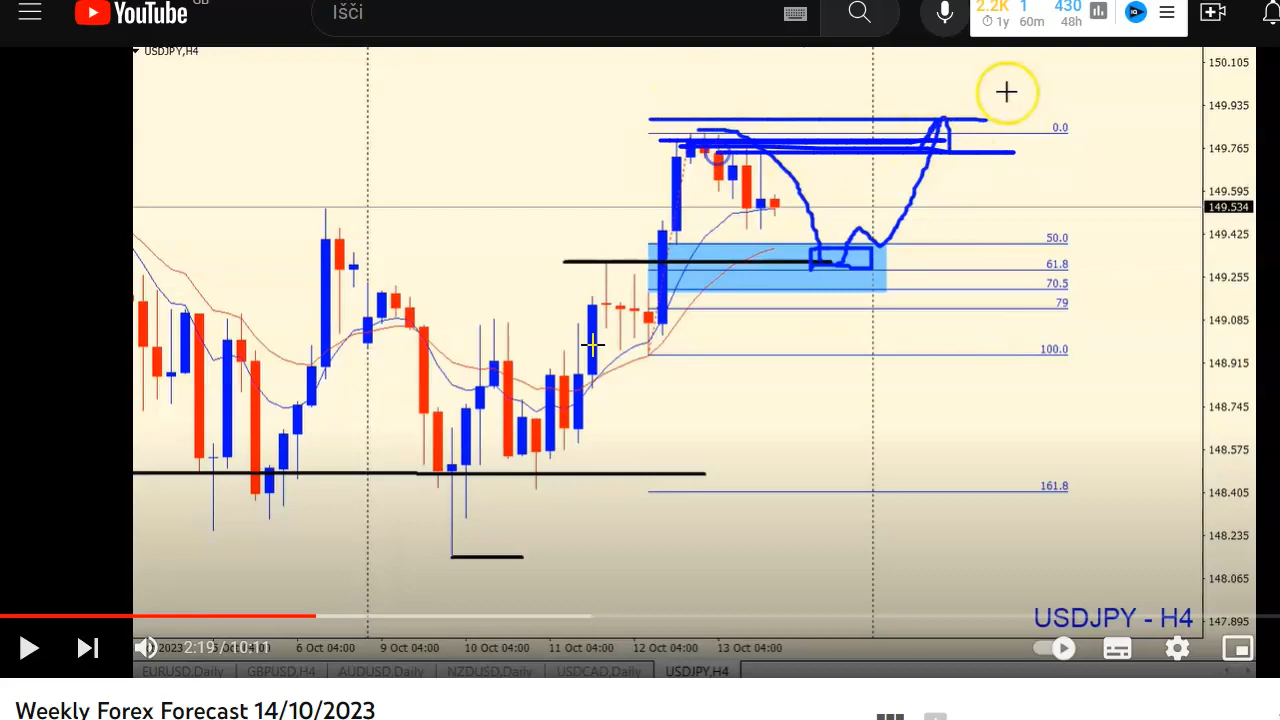 YouTube
Išči
2.2K 1 430
1y 60m 48h
USDJPY,H4
150.105
149.935
0.0
149.765
149.595
149.534
149.425
50.0
61.8
149.255
70.5
79
149.085
100.0
148.915
148.745
148.575
161.8
148.405
148.235
148.065
USDJPY - H4
147.895
2:19 / 10:11
2023 5 Oct 04:00 6 Oct 04:00 9 Oct 04:00 10 Oct 04:00 11 Oct 04:00 12 Oct 04:00 13 Oct 04:00
EURUSD,Daily GBPUSD,H4 AUDUSD,Daily NZDUSD,Daily USDCAD,Daily USDJPY,H4
Weekly Forex Forecast 14/10/2023